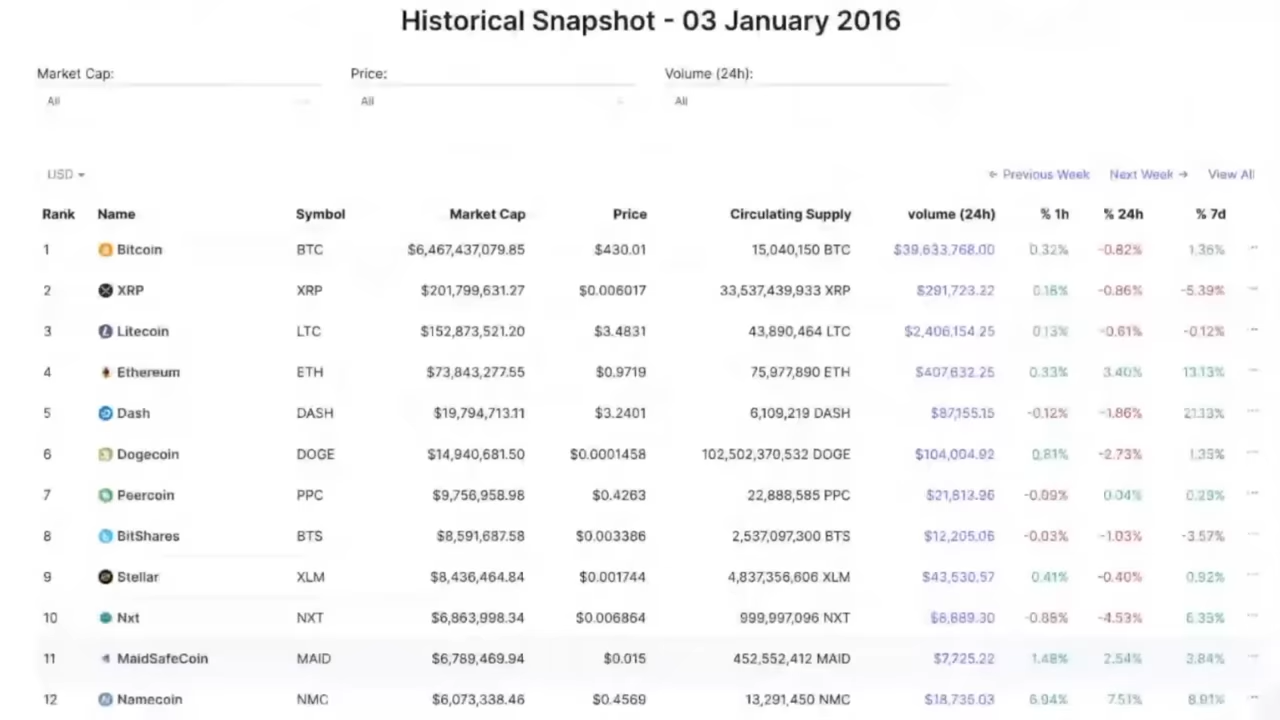 Historical Snapshot - 03 January 2016
Market Cap: Price: Volume (24h):
All All All
USD ← Previous Week Next Week → View All
Rank Name Symbol Market Cap Price Circulating Supply volume (24h) % 1h % 24h % 7d
1 Bitcoin BTC $6,467,437,079.85 $430.01 15,040,150 BTC $39,633,768.00 0.32% -0.82% 1.36%
2 XRP XRP $201,799,631.27 $0.006017 33,537,439,933 XRP $291,723.22 0.16% -0.86% -5.39%
3 Litecoin LTC $152,873,521.20 $3.4831 43,890,464 LTC $2,406,154.25 0.13% -0.61% -0.12%
4 Ethereum ETH $73,843,277.55 $0.9719 75,977,890 ETH $407,632.25 0.33% 3.40% 13.13%
5 Dash DASH $19,794,713.11 $3.2401 6,109,219 DASH $87,155.15 -0.12% -1.86% 21.13%
6 Dogecoin DOGE $14,940,681.50 $0.0001458 102,502,370,532 DOGE $104,004.92 0.81% -2.73% 1.35%
7 Peercoin PPC $9,756,958.98 $0.4263 22,888,585 PPC $21,813.96 -0.09% 0.04% 0.29%
8 BitShares BTS $8,591,687.58 $0.003386 2,537,097,300 BTS $12,205.06 -0.03% -1.03% -3.57%
9 Stellar XLM $8,436,464.84 $0.001744 4,837,356,606 XLM $43,530.57 0.41% -0.40% 0.92%
10 Nxt NXT $6,863,998.34 $0.006864 999,997,096 NXT -4.53% 6.35%
11 MaidSafeCoin MAID $6,789,469.94 $0.015 452,552,412 MAID $7,725.22 1.48% 2.54% 3.84%
12 Namecoin NMC $6,073,338.46 $0.4569 13,291,450 NMC $18,735.03 6.94% 7.51% 8.91%